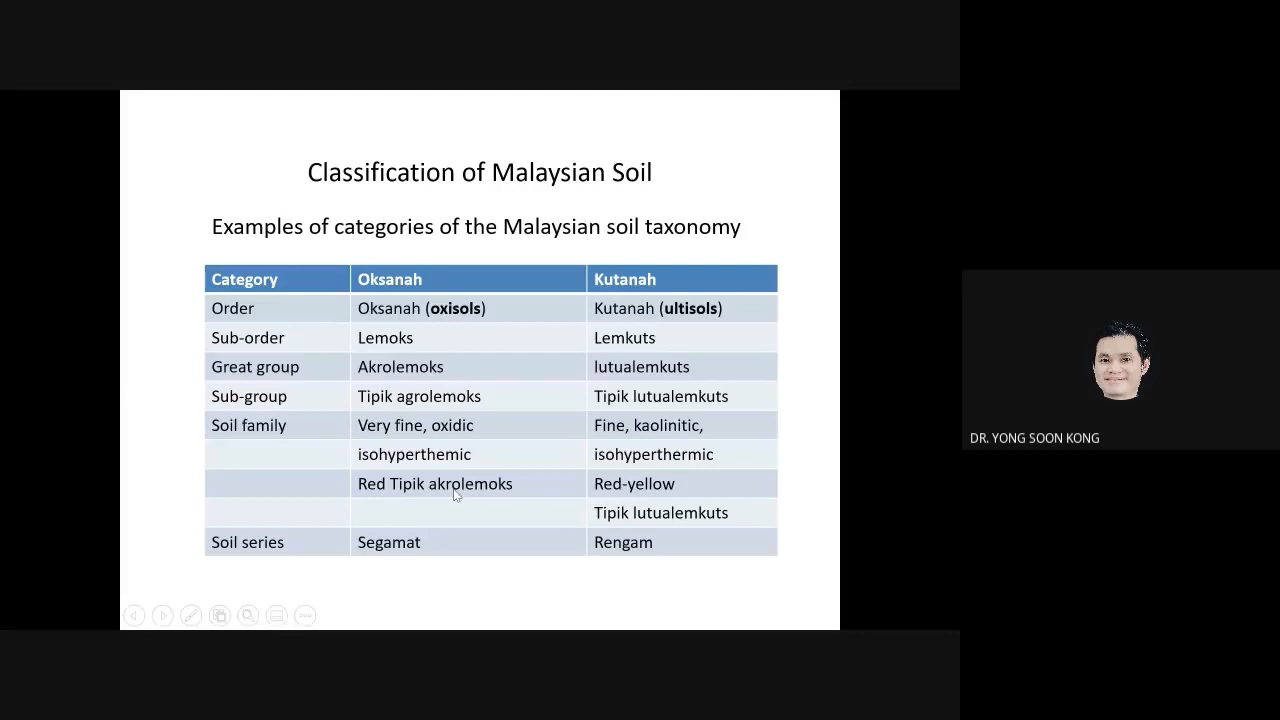 Classification of Malaysian Soil
Examples of categories of the Malaysian soil taxonomy
Category Oksanah Kutanah
Order Oksanah (oxisols) Kutanah (ultisols)
Sub-order Lemoks Lemkuts
Great group Akrolemoks lutualemkuts
Sub-group Tipik agrolemoks Tipik lutualemkuts
Soil family Very fine, oxidic Fine, kaolinitic,
isohyperthemic isohyperthermic
Red Tipik akrolemoks Red-yellow
Tipik lutualemkuts
Soil series Segamat Rengam
DR. YONG SOON KONG